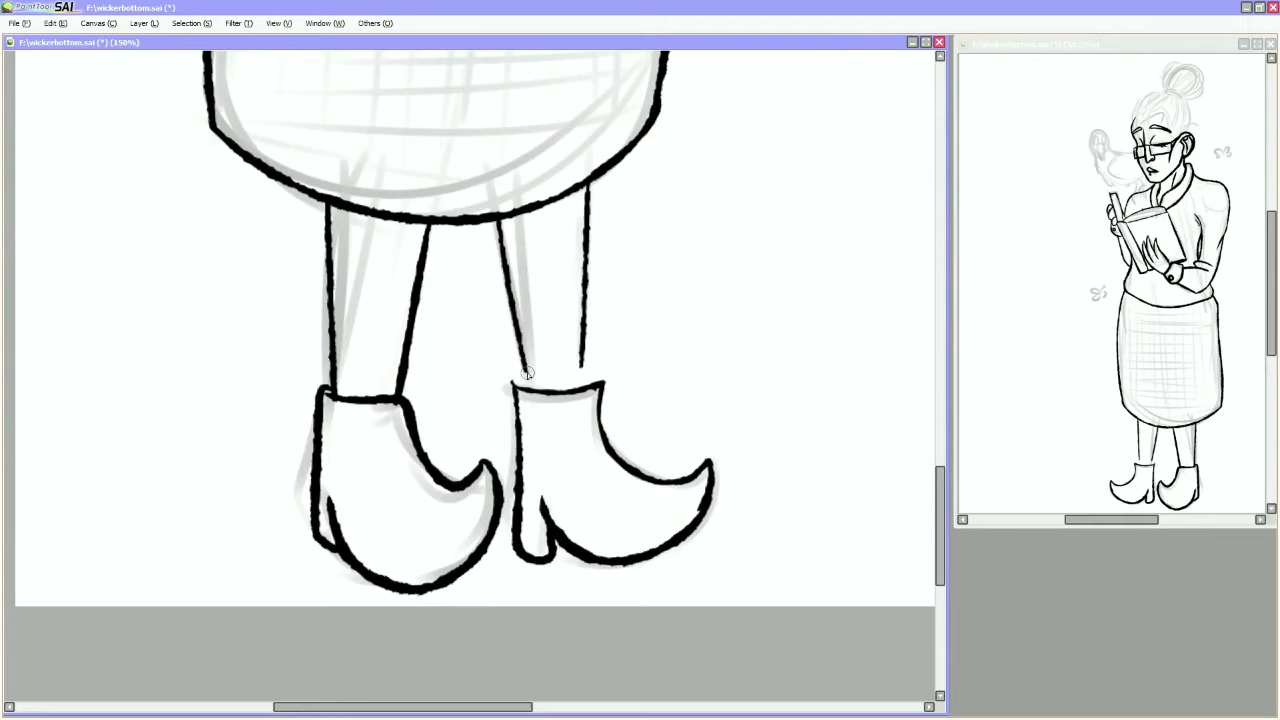 PaintTool SAI F:\wickerbottom.sai (*)
File (F) Edit (E) Canvas (C) Layer (L) Selection (S) Filter (T) View (V) Window (W) Others (O)
F:\wickerbottom.sai (*) (150%)